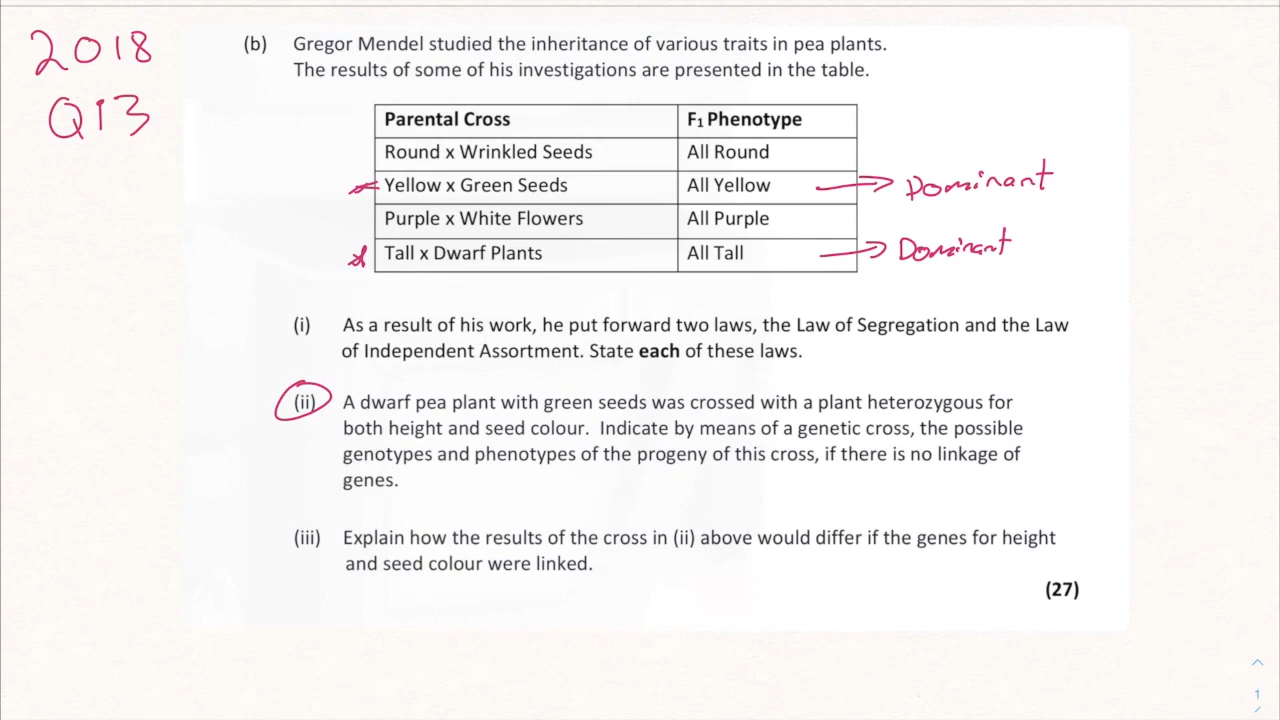 2018
Q13
(b) Gregor Mendel studied the inheritance of various traits in pea plants.
The results of some of his investigations are presented in the table.
Parental Cross F₁ Phenotype
Round x Wrinkled Seeds All Round
Yellow x Green Seeds All Yellow → Dominant
Purple x White Flowers All Purple
Tall x Dwarf Plants All Tall → Dominant
(i) As a result of his work, he put forward two laws, the Law of Segregation and the Law
of Independent Assortment. State each of these laws.
(ii) A dwarf pea plant with green seeds was crossed with a plant heterozygous for
both height and seed colour. Indicate by means of a genetic cross, the possible
genotypes and phenotypes of the progeny of this cross, if there is no linkage of
genes.
(iii) Explain how the results of the cross in (ii) above would differ if the genes for height
and seed colour were linked.
(27)
1